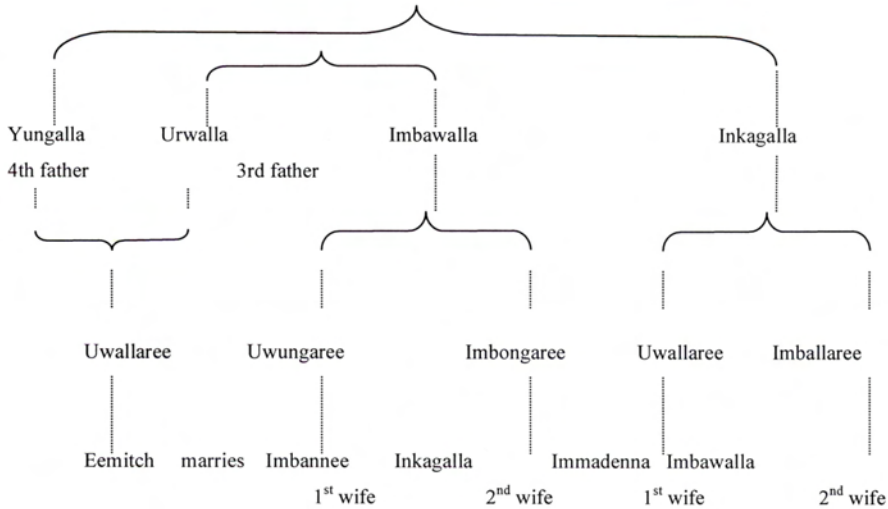 Yungalla Urwalla Imbawalla Inkagalla
4th father 3rd father
Uwallaree Uwungaree Imbongaree Uwallaree Imballaree
Eemitch marries Imbannee Inkagalla Immadenna Imbawalla
1st wife 2nd wife 1st wife 2nd wife